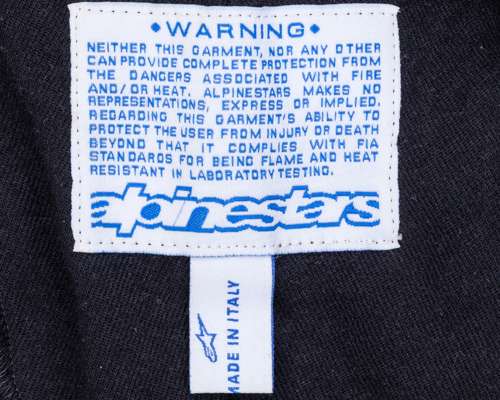 •WARNING•
NEITHER THIS GARMENT, NOR ANY OTHER
CAN PROVIDE COMPLETE PROTECTION FROM
THE DANGERS ASSOCIATED WITH FIRE
AND/OR HEAT. ALPINESTARS MAKES NO
REPRESENTATIONS, EXPRESS OR IMPLIED,
REGARDING THIS GARMENT'S ABILITY TO
PROTECT THE USER FROM INJURY OR DEATH
BEYOND THAT IT COMPLIES WITH FIA
STANDARDS FOR BEING FLAME AND HEAT
RESISTANT IN LABORATORY TESTING.
alpinestars
MADE IN ITALY